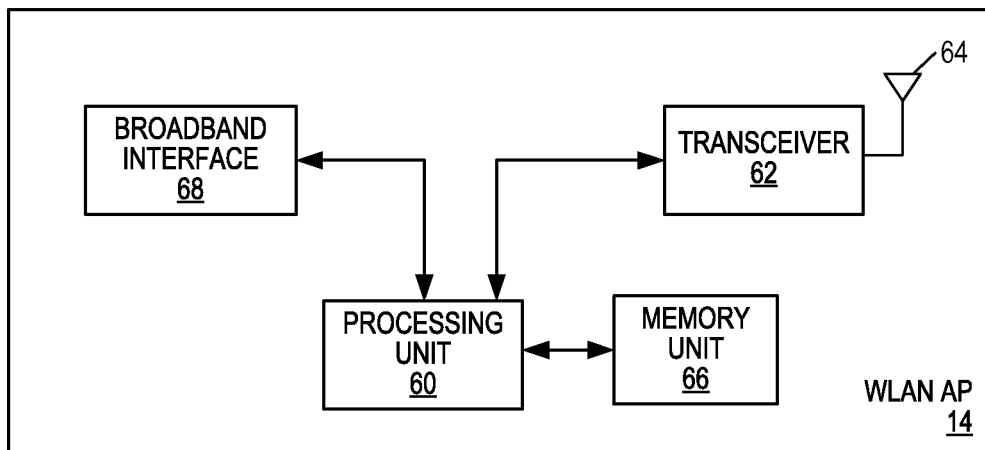 64
BROADBAND
INTERFACE
68
TRANSCEIVER
62
PROCESSING
UNIT
60
MEMORY
UNIT
66
WLAN AP
14